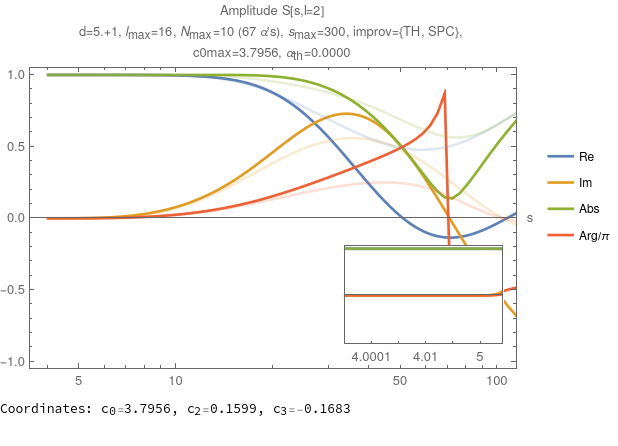 Amplitude S[s,l=2]
d=5.+1, lmax=16, Nmax=10 (67 α's), smax=300, improv={TH, SPC},
c0max=3.7956, αth=0.0000
1.0
0.5
0.0
-0.5
-1.0
s
Re
Im
Abs
Arg/π
4.0001 4.01 5
5 10 50 100
Coordinates: c0=3.7956, c2=0.1599, c3=-0.1683